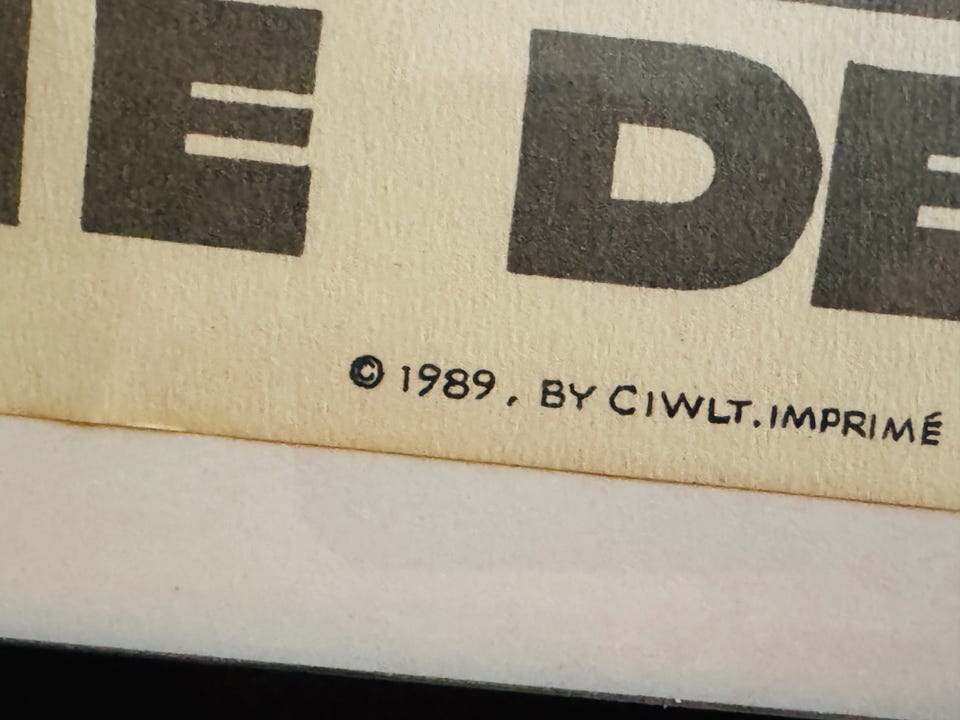 E DE
© 1989, BY CIWLT. IMPRIMÉ